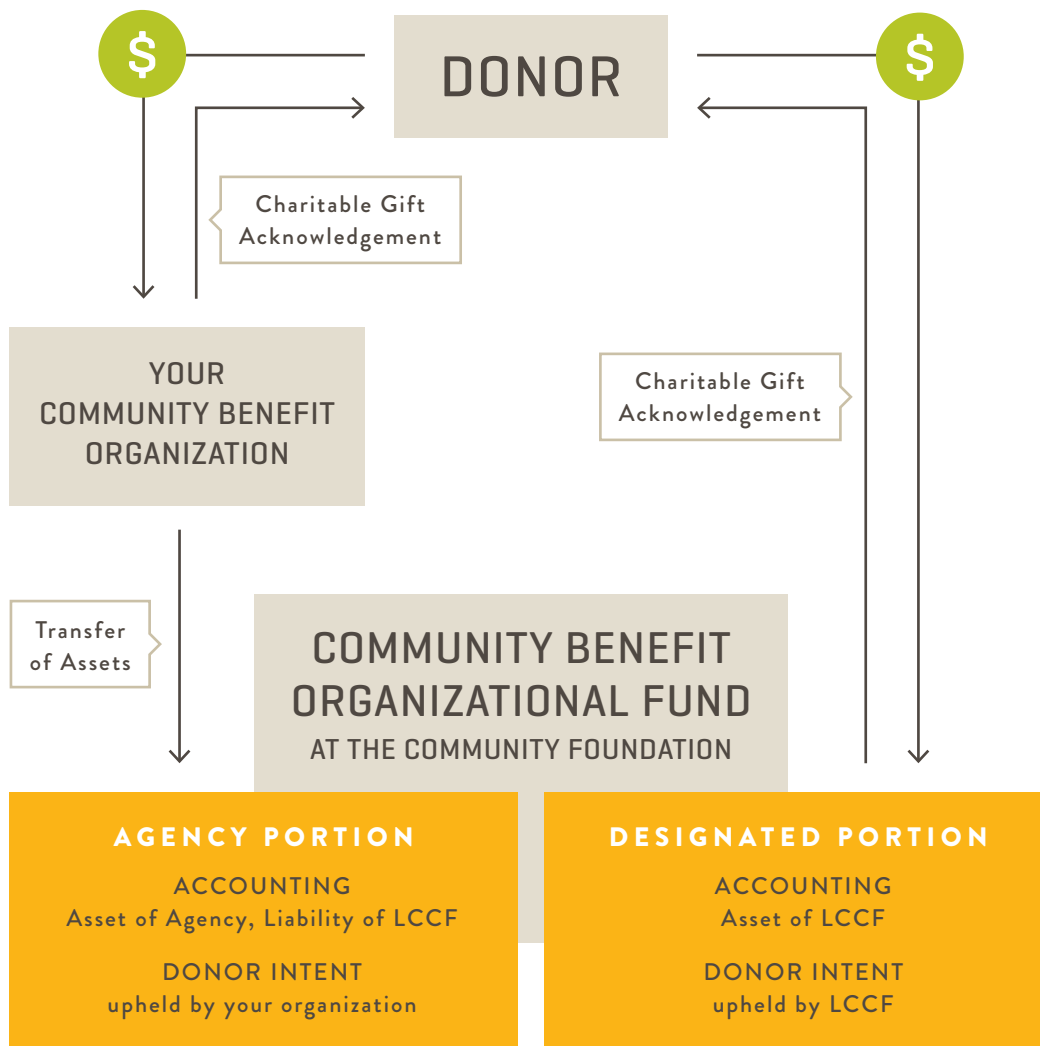 $
DONOR
$
Charitable Gift
Acknowledgement
YOUR
COMMUNITY BENEFIT
ORGANIZATION
Charitable Gift
Acknowledgement
Transfer
of Assets
COMMUNITY BENEFIT
ORGANIZATIONAL FUND
AT THE COMMUNITY FOUNDATION
AGENCY PORTION
ACCOUNTING
Asset of Agency, Liability of LCCF
DONOR INTENT
upheld by your organization
DESIGNATED PORTION
ACCOUNTING
Asset of LCCF
DONOR INTENT
upheld by LCCF